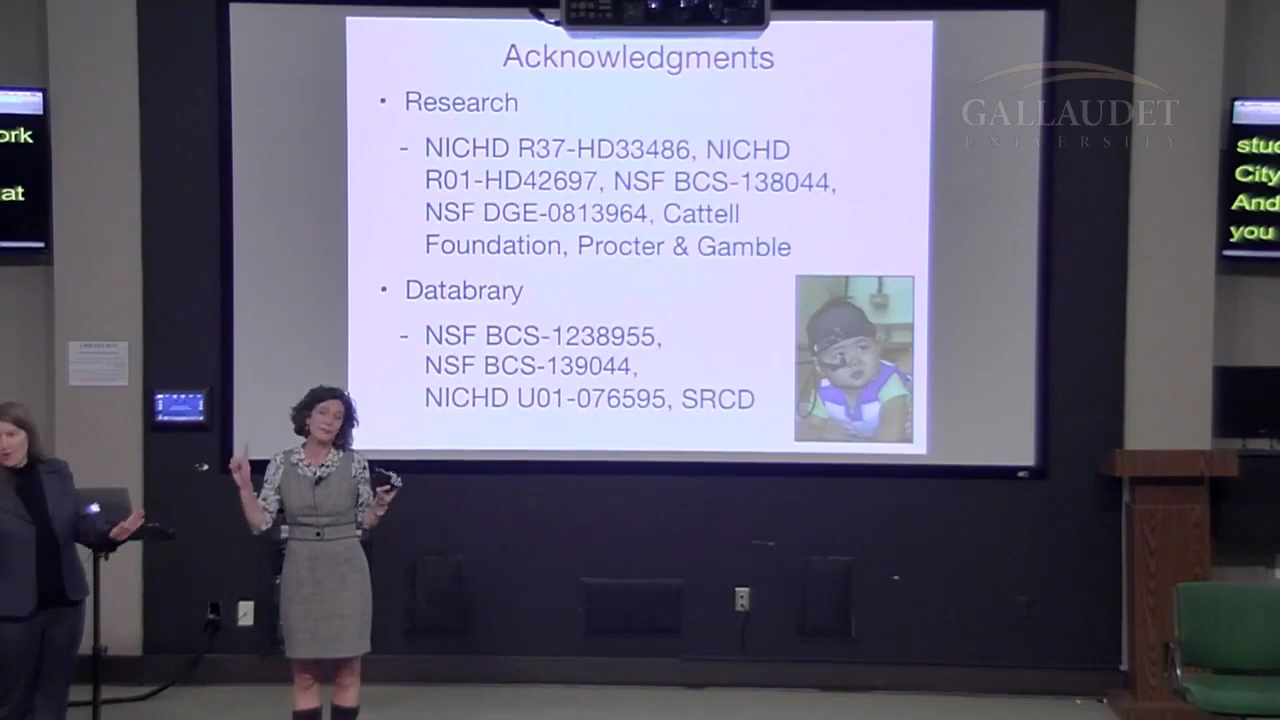 Acknowledgments
• Research
- NICHD R37-HD33486, NICHD
R01-HD42697, NSF BCS-138044,
NSF DGE-0813964, Cattell
Foundation, Procter & Gamble
• Databrary
- NSF BCS-1238955,
NSF BCS-139044,
NICHD U01-076595, SRCD
GALLAUDET
UNIVERSITY
ork
at
stud
City
And
you